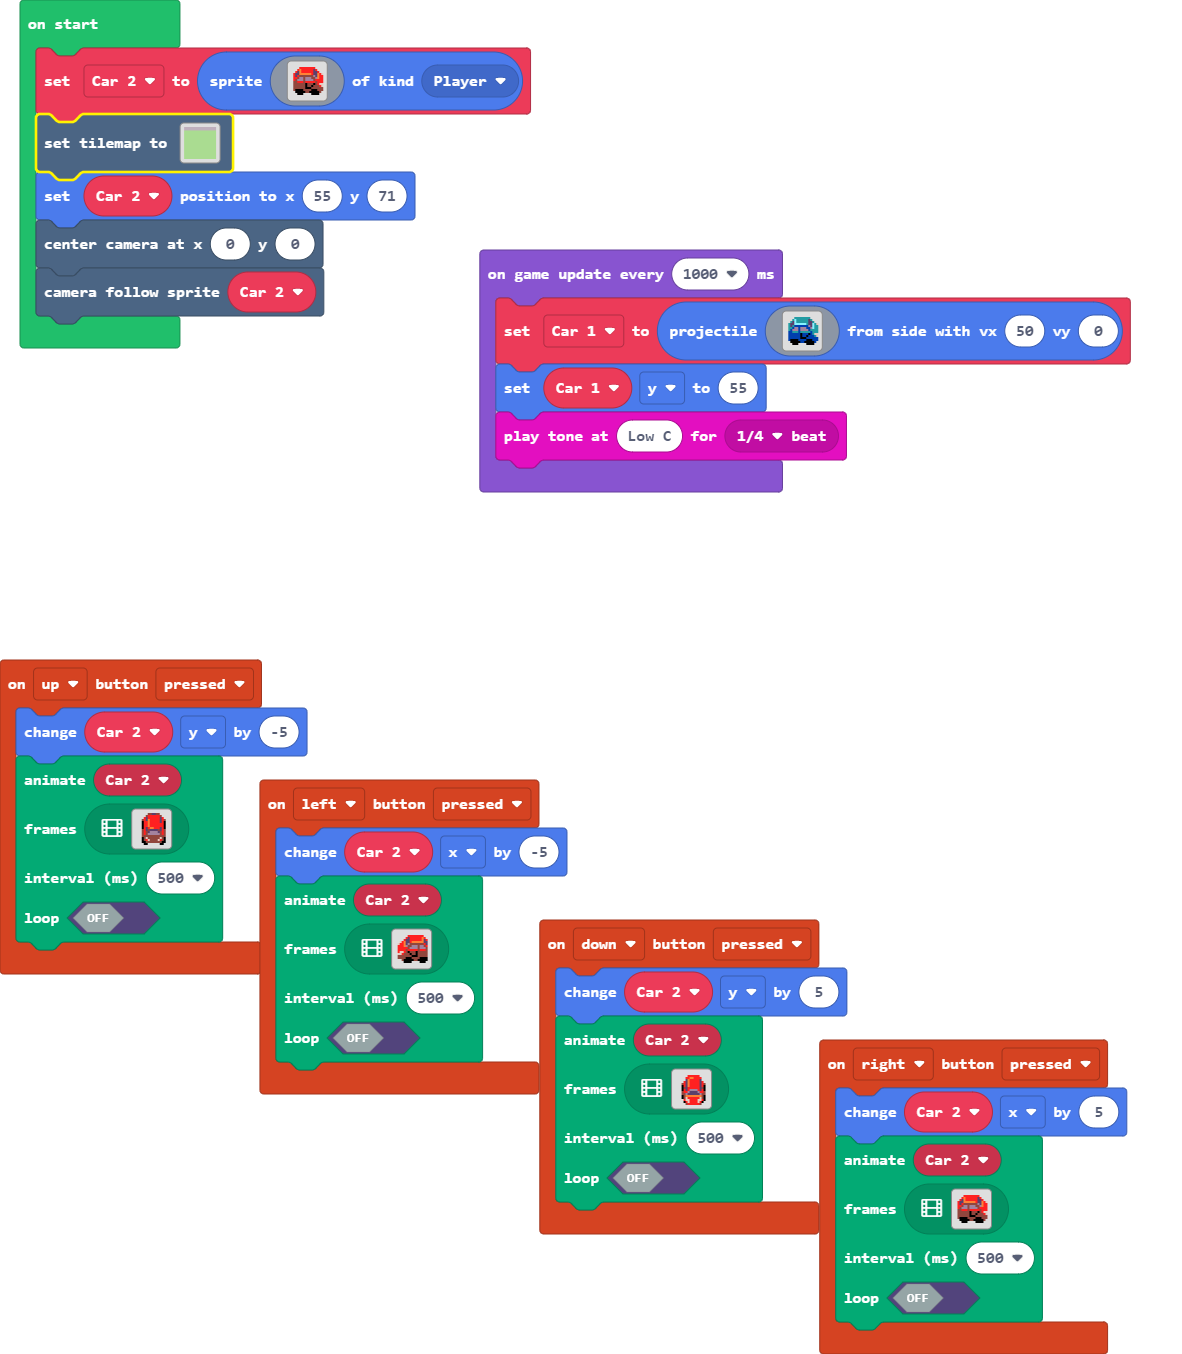 on start
set Car 2 to sprite of kind Player
set tilemap to
set Car 2 position to x 55 y 71
center camera at x 0 y 0
camera follow sprite Car 2
on game update every 1000 ms
set Car 1 to projectile from side with vx 50 vy 0
set Car 1 y to 55
play tone at Low C for 1/4 beat
on up button pressed
change Car 2 y by -5
animate Car 2
frames
interval (ms) 500
loop OFF
on left button pressed
change Car 2 x by -5
animate Car 2
frames
interval (ms) 500
loop OFF
on down button pressed
change Car 2 y by 5
animate Car 2
frames
interval (ms) 500
loop OFF
on right button pressed
change Car 2 x by 5
animate Car 2
frames
interval (ms) 500
loop OFF